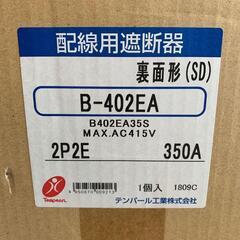 配線用遮断器
裏面形(SD)
B-402EA
B402EA35S
MAX.AC415V
2P2E 350A
Tempearl
1個入 1809C
テンパール工業株式会社